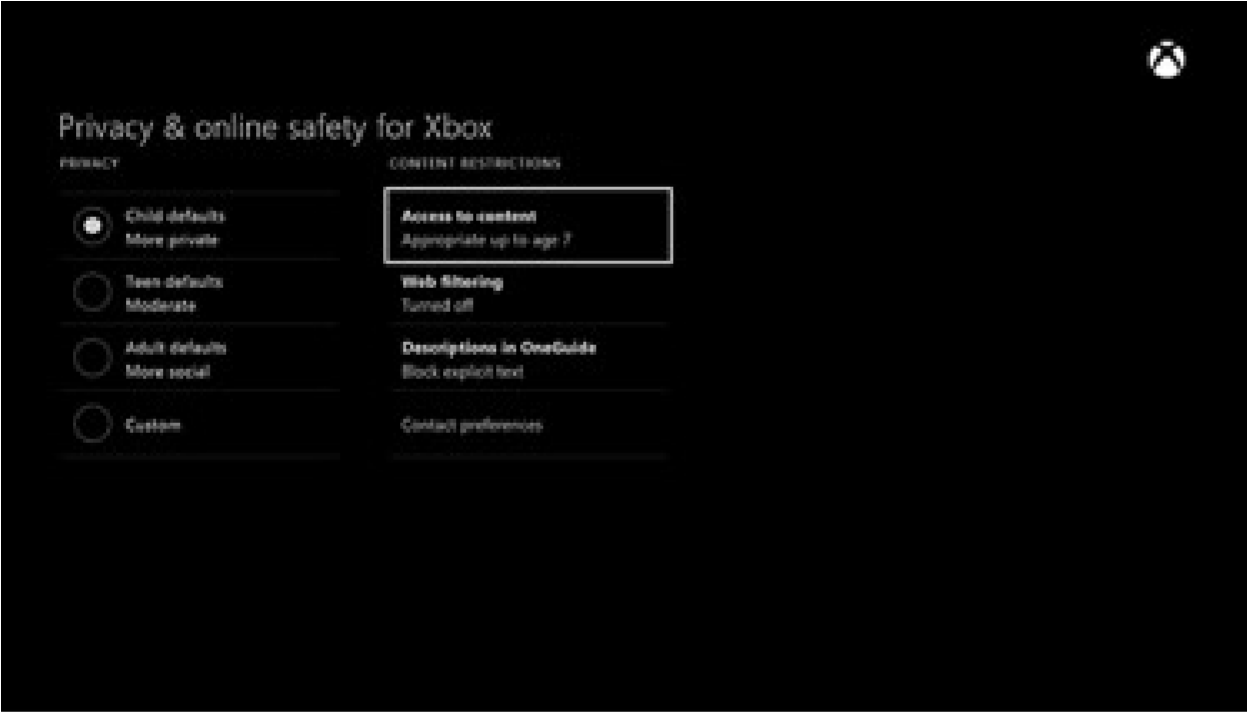 Privacy & online safety for Xbox
PRIVACY
Child defaults
More private
Teen defaults
Moderate
Adult defaults
More social
Custom
CONTENT RESTRICTIONS
Access to content
Appropriate up to age 7
Web filtering
Turned off
Descriptions in OneGuide
Block explicit text
Contact preferences